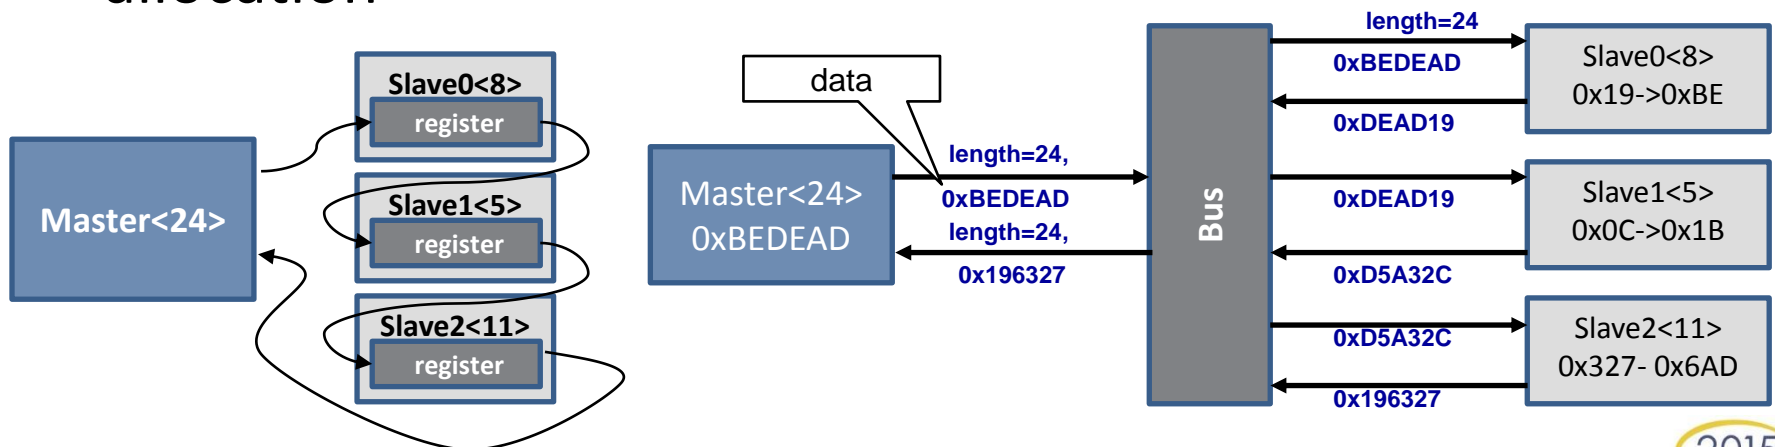 allocation
Master<24>
Slave0<8>
register
Slave1<5>
register
Slave2<11>
register
data
Master<24>
0xBEDEAD
length=24,
0xBEDEAD
length=24,
0x196327
Bus
length=24
0xBEDEAD
0xDEAD19
0xDEAD19
0xD5A32C
0xD5A32C
0x196327
Slave0<8>
0x19->0xBE
Slave1<5>
0x0C->0x1B
Slave2<11>
0x327- 0x6AD
2015